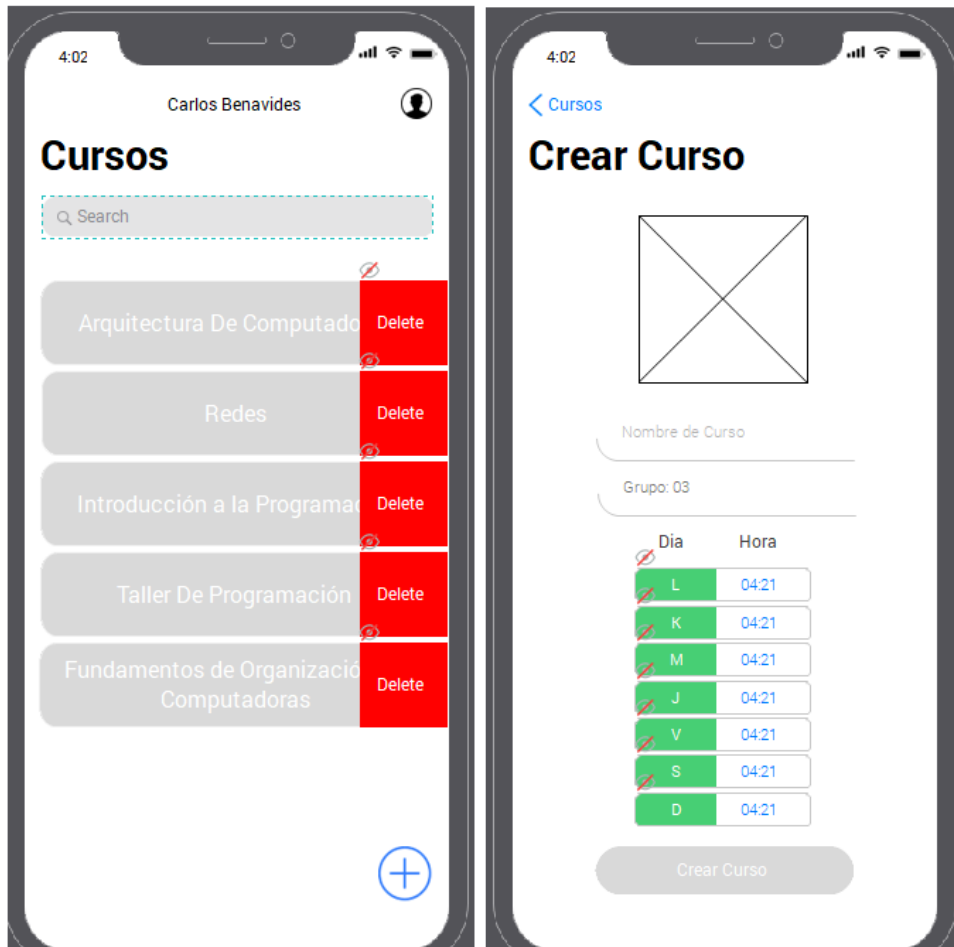 4:02
Carlos Benavides
Cursos
Search
Arquitectura De Computado
Delete
Redes
Delete
Introducción a la Programac
Delete
Taller De Programación
Delete
Fundamentos de Organizació
Computadoras
Delete
4:02
Cursos
Crear Curso
Nombre de Curso
Grupo: 03
Dia Hora
L 04:21
K 04:21
M 04:21
J 04:21
V 04:21
S 04:21
D 04:21
Crear Curso